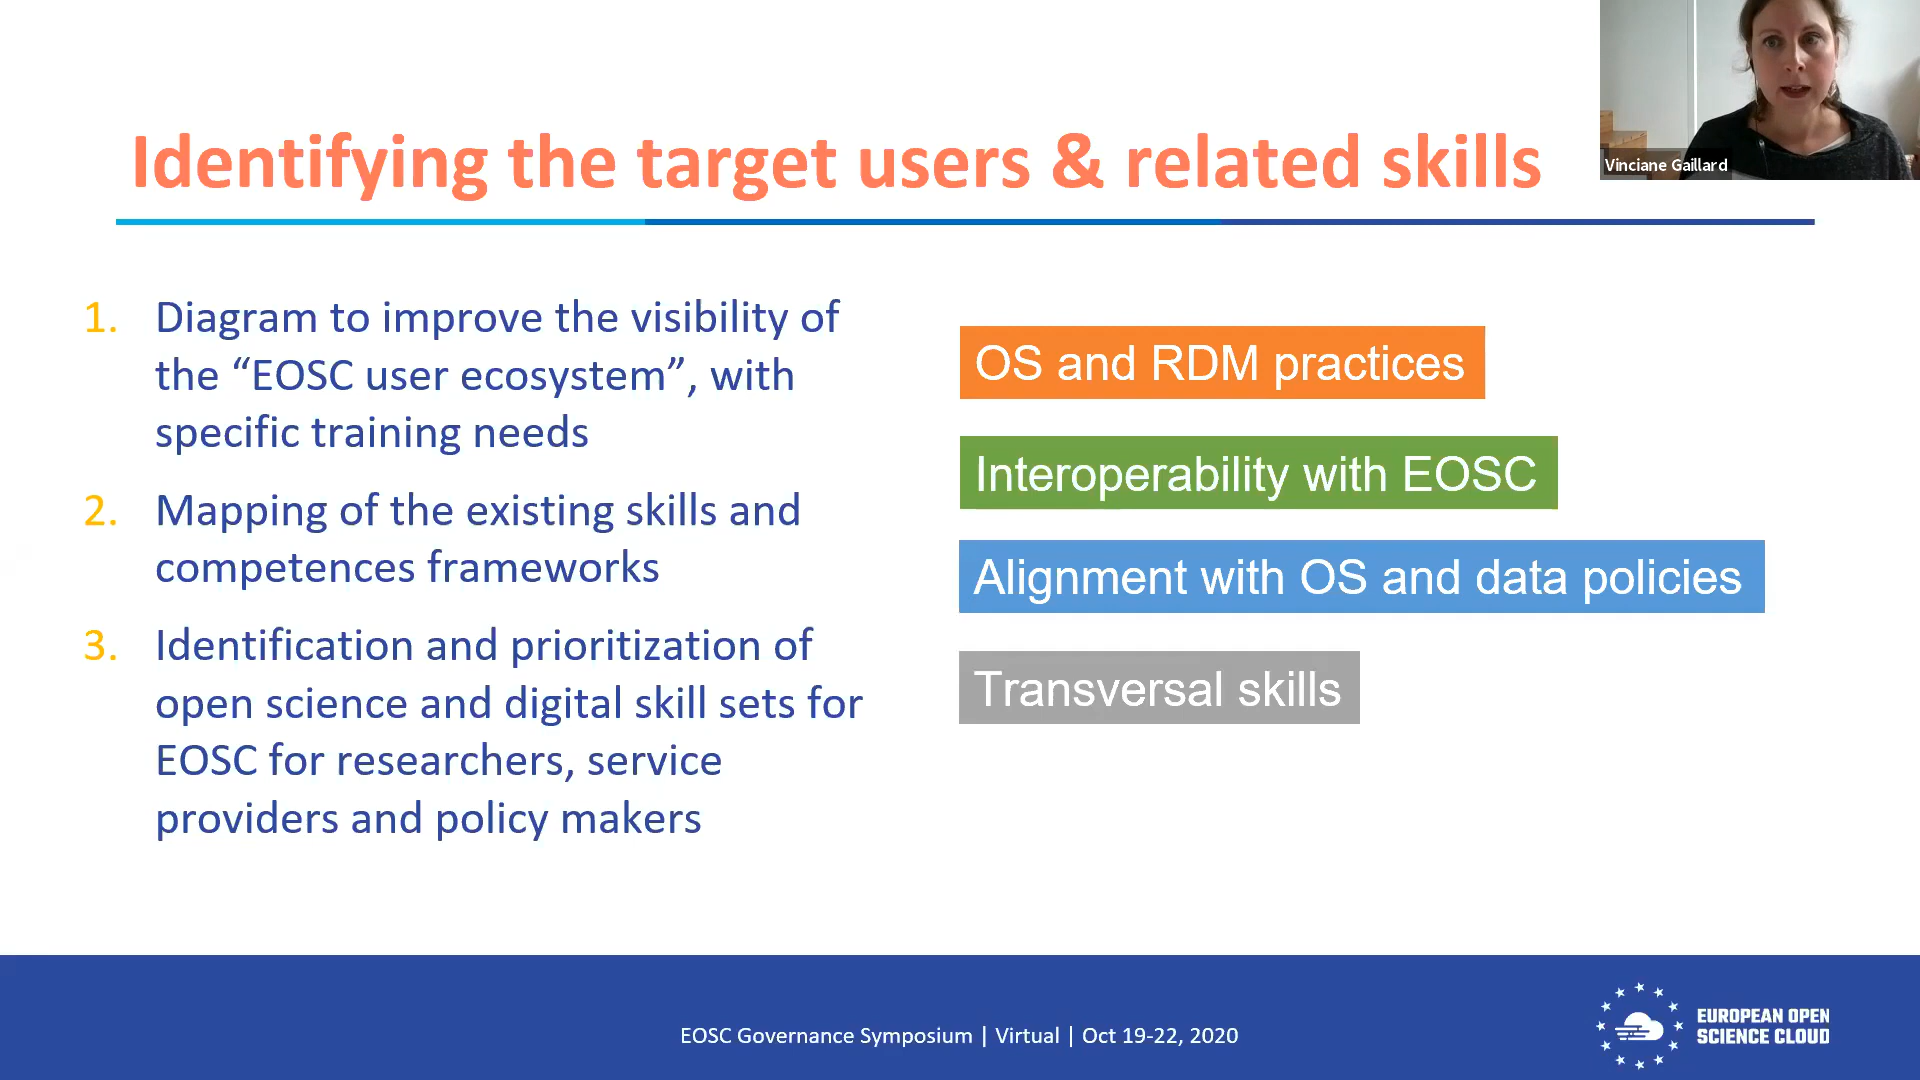 Identifying the target users & related skills
Vinciane Gaillard
1. Diagram to improve the visibility of
the “EOSC user ecosystem”, with
specific training needs
2. Mapping of the existing skills and
competences frameworks
3. Identification and prioritization of
open science and digital skill sets for
EOSC for researchers, service
providers and policy makers
OS and RDM practices
Interoperability with EOSC
Alignment with OS and data policies
Transversal skills
EOSC Governance Symposium | Virtual | Oct 19-22, 2020
EUROPEAN OPEN
SCIENCE CLOUD